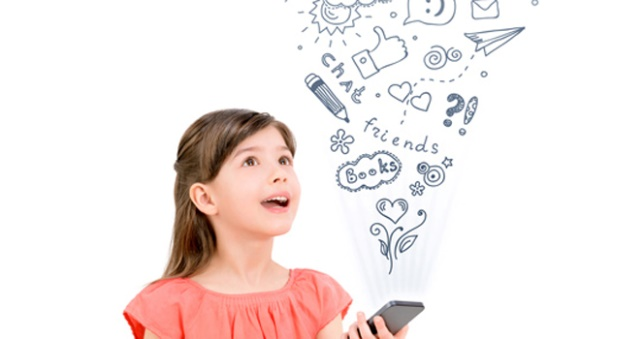 chat
?
friends
Books